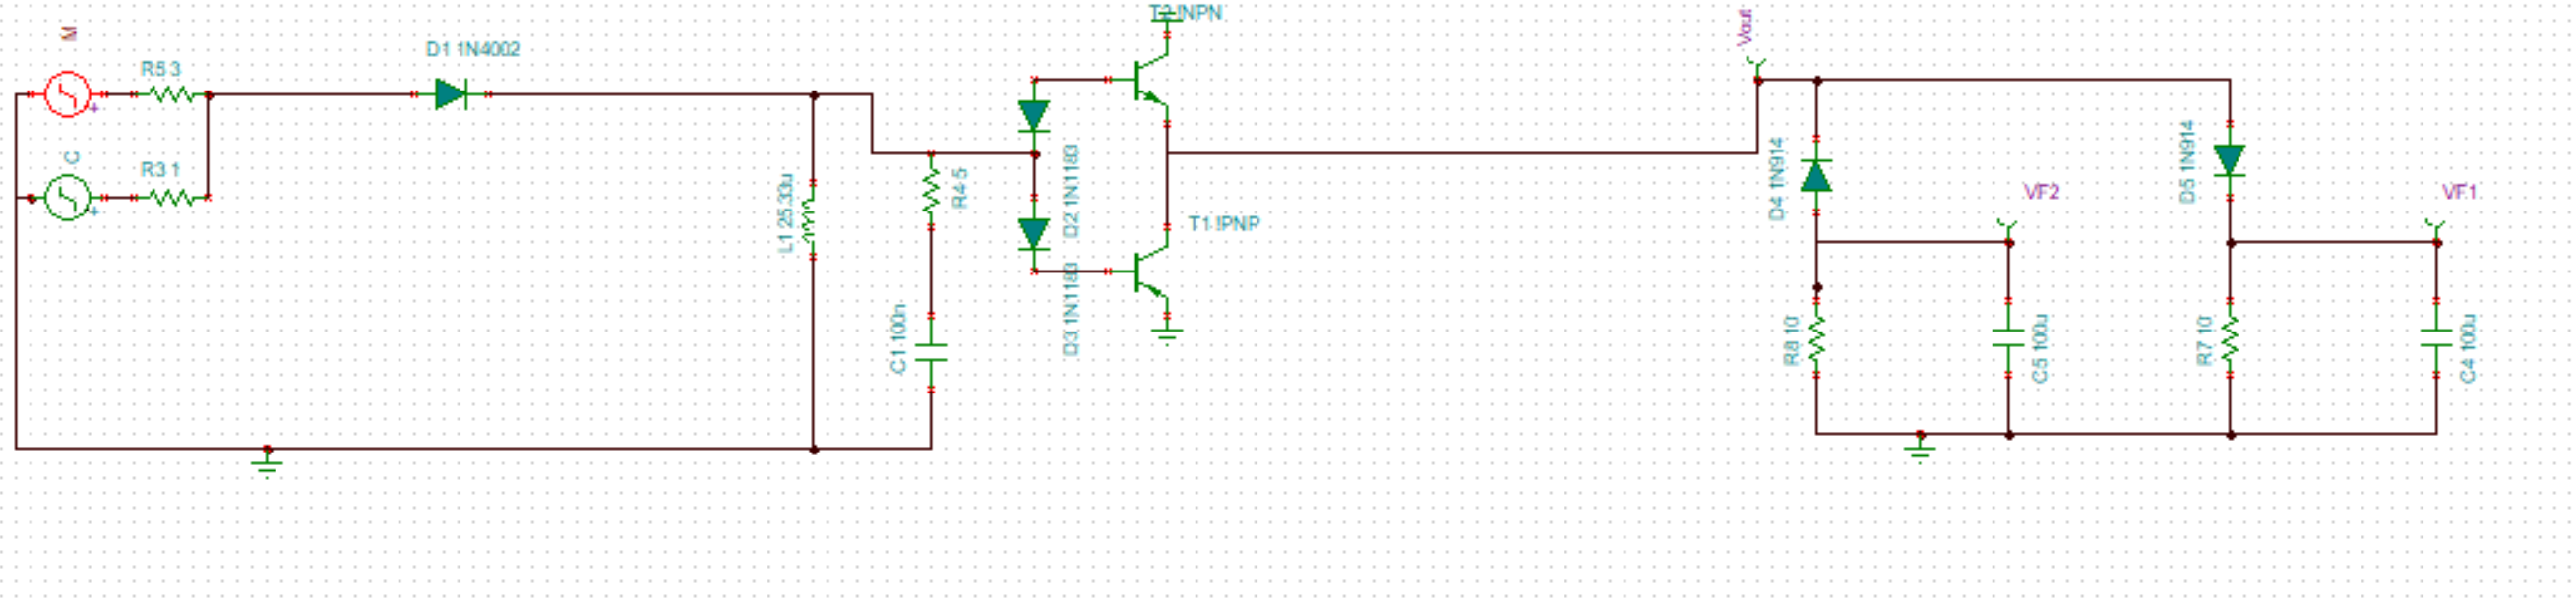 M
R5 3
D1 1N4002
C
R3 1
L1 25.33u
R4 5
C1 100n
D2 1N1183
D3 1N1183
T2 !NPN
T1 !PNP
Vout
D4 1N914
VF2
D5 1N914
VF1
R8 10
C5 100u
R7 10
C4 100u